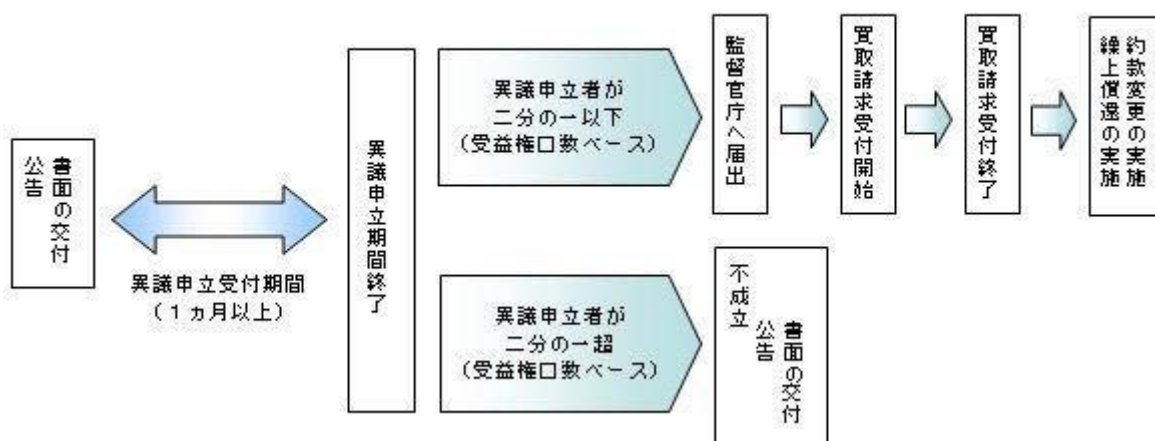 書面の交付
公告
異議申立受付期間
（１ヵ月以上）
異議申立期間終了
異議申立者が
二分の一以下
（受益権口数ベース）
監督官庁へ届出
買取請求受付開始
買取請求受付終了
約款変更の実施
繰上償還の実施
異議申立者が
二分の一超
（受益権口数ベース）
不成立
書面の交付
公告